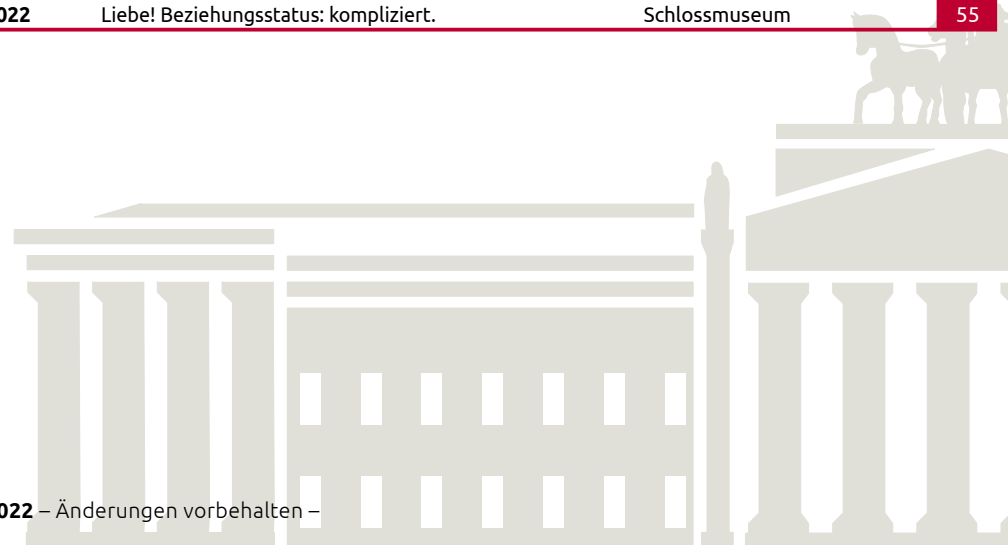 022 Liebe! Beziehungsstatus: kompliziert. Schlossmuseum 55
022 – Änderungen vorbehalten –